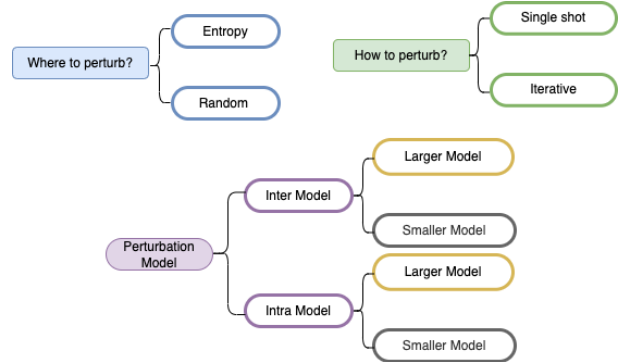 Where to perturb?
Entropy
Random
How to perturb?
Single shot
Iterative
Perturbation
Model
Inter Model
Larger Model
Smaller Model
Intra Model
Larger Model
Smaller Model